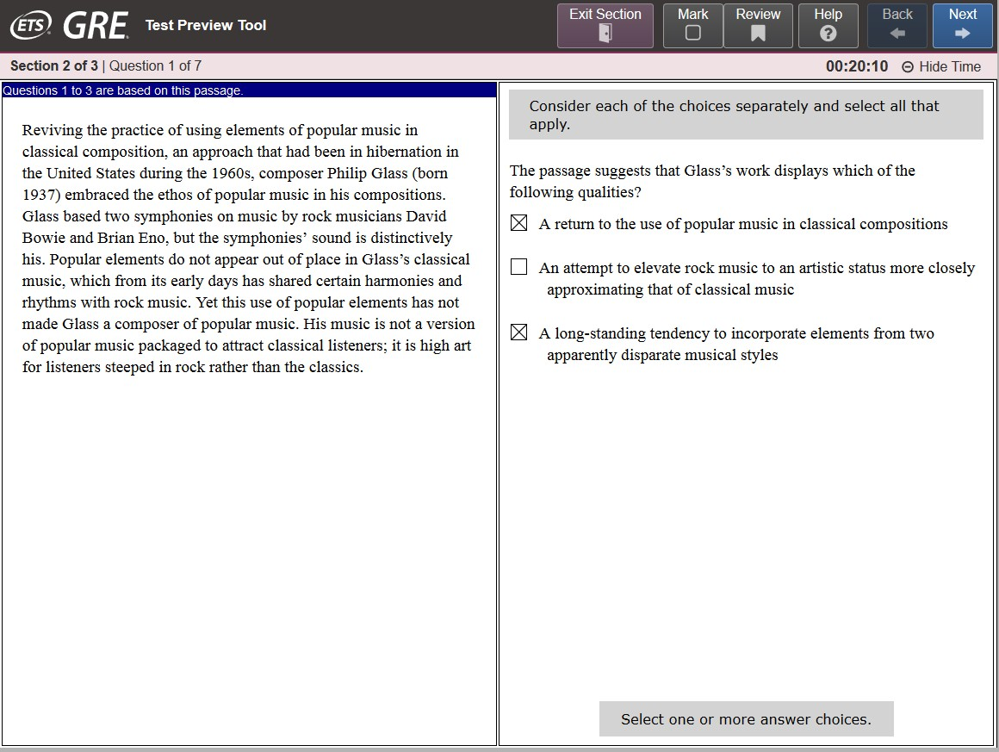 ETS GRE Test Preview Tool
Exit Section
Mark
Review
Help
Back
Next
Section 2 of 3 | Question 1 of 7
00:20:10 Hide Time
Questions 1 to 3 are based on this passage.
Reviving the practice of using elements of popular music in
classical composition, an approach that had been in hibernation in
the United States during the 1960s, composer Philip Glass (born
1937) embraced the ethos of popular music in his compositions.
Glass based two symphonies on music by rock musicians David
Bowie and Brian Eno, but the symphonies’ sound is distinctively
his. Popular elements do not appear out of place in Glass’s classical
music, which from its early days has shared certain harmonies and
rhythms with rock music. Yet this use of popular elements has not
made Glass a composer of popular music. His music is not a version
of popular music packaged to attract classical listeners; it is high art
for listeners steeped in rock rather than the classics.
Consider each of the choices separately and select all that
apply.
The passage suggests that Glass’s work displays which of the
following qualities?
A return to the use of popular music in classical compositions
An attempt to elevate rock music to an artistic status more closely
approximating that of classical music
A long-standing tendency to incorporate elements from two
apparently disparate musical styles
Select one or more answer choices.